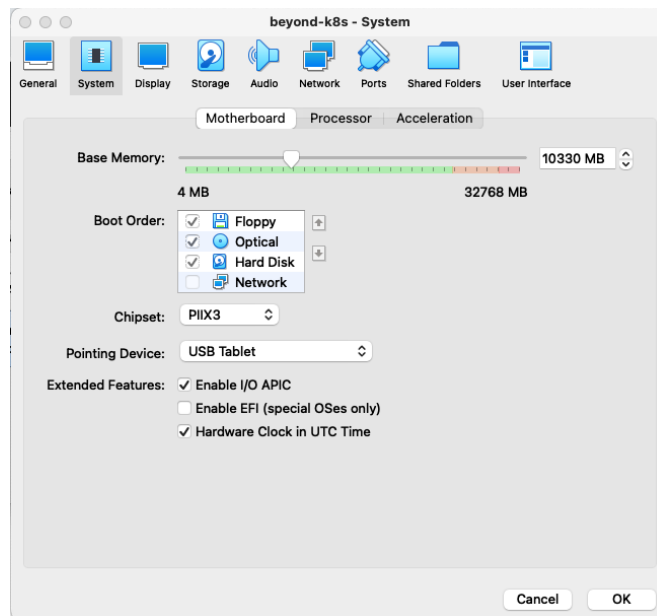 beyond-k8s - System
General System Display Storage Audio Network Ports Shared Folders User Interface
Motherboard Processor Acceleration
Base Memory: 10330 MB
4 MB 32768 MB
Boot Order: Floppy
Optical
Hard Disk
Network
Chipset: PIIX3
Pointing Device: USB Tablet
Extended Features: Enable I/O APIC
Enable EFI (special OSes only)
Hardware Clock in UTC Time
Cancel OK